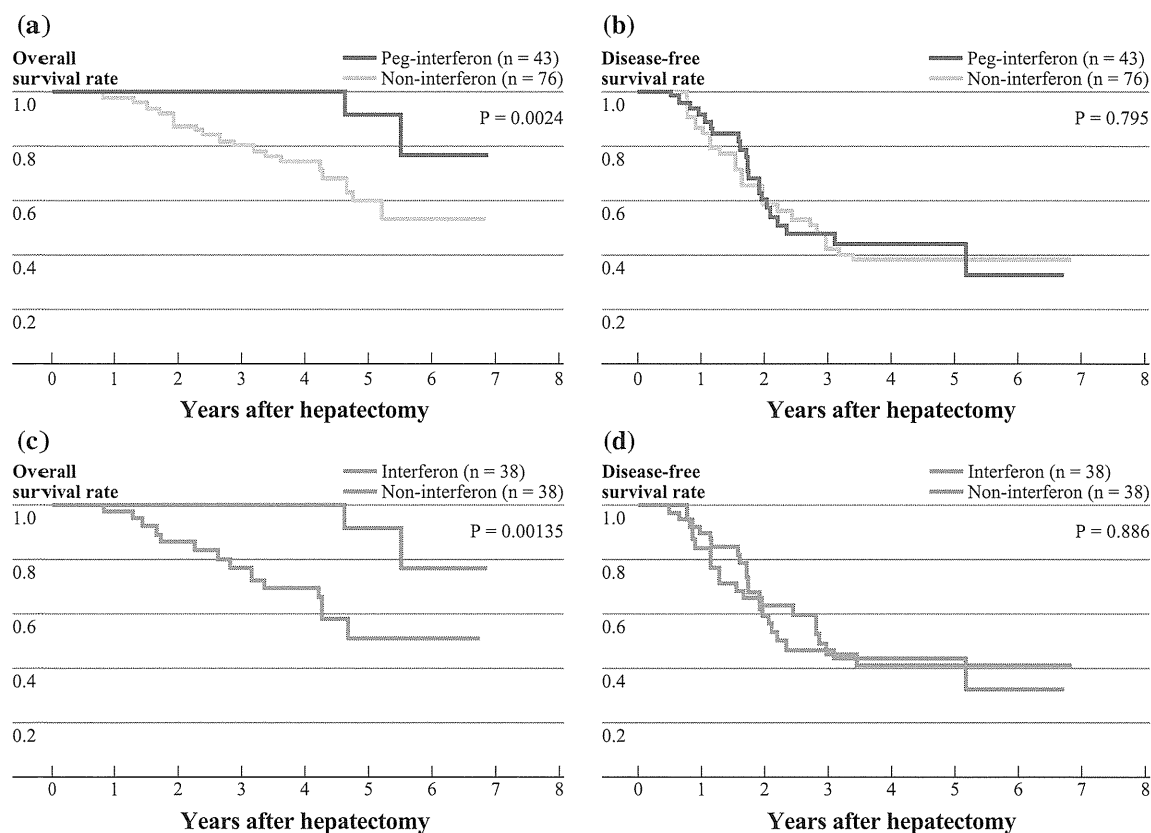 (a)
Overall
survival rate
Peg-interferon (n = 43)
Non-interferon (n = 76)
P = 0.0024
1.0
0.8
0.6
0.4
0.2
0 1 2 3 4 5 6 7 8
Years after hepatectomy
(b)
Disease-free
survival rate
Peg-interferon (n = 43)
Non-interferon (n = 76)
P = 0.795
1.0
0.8
0.6
0.4
0.2
0 1 2 3 4 5 6 7 8
Years after hepatectomy
(c)
Overall
survival rate
Interferon (n = 38)
Non-interferon (n = 38)
P = 0.00135
1.0
0.8
0.6
0.4
0.2
0 1 2 3 4 5 6 7 8
Years after hepatectomy
(d)
Disease-free
survival rate
Interferon (n = 38)
Non-interferon (n = 38)
P = 0.886
1.0
0.8
0.6
0.4
0.2
0 1 2 3 4 5 6 7 8
Years after hepatectomy